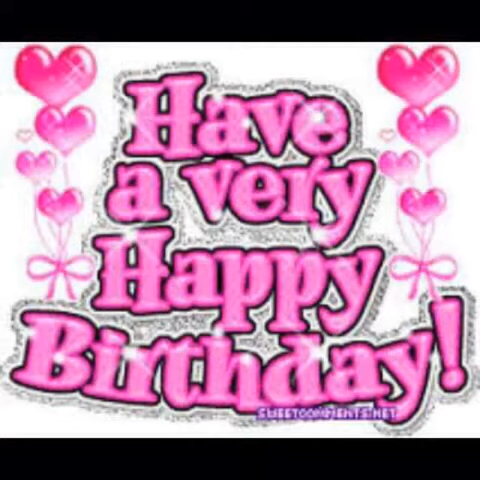 Have
a very
Happy
Birthday!
SWEETCOMMENTS.NET